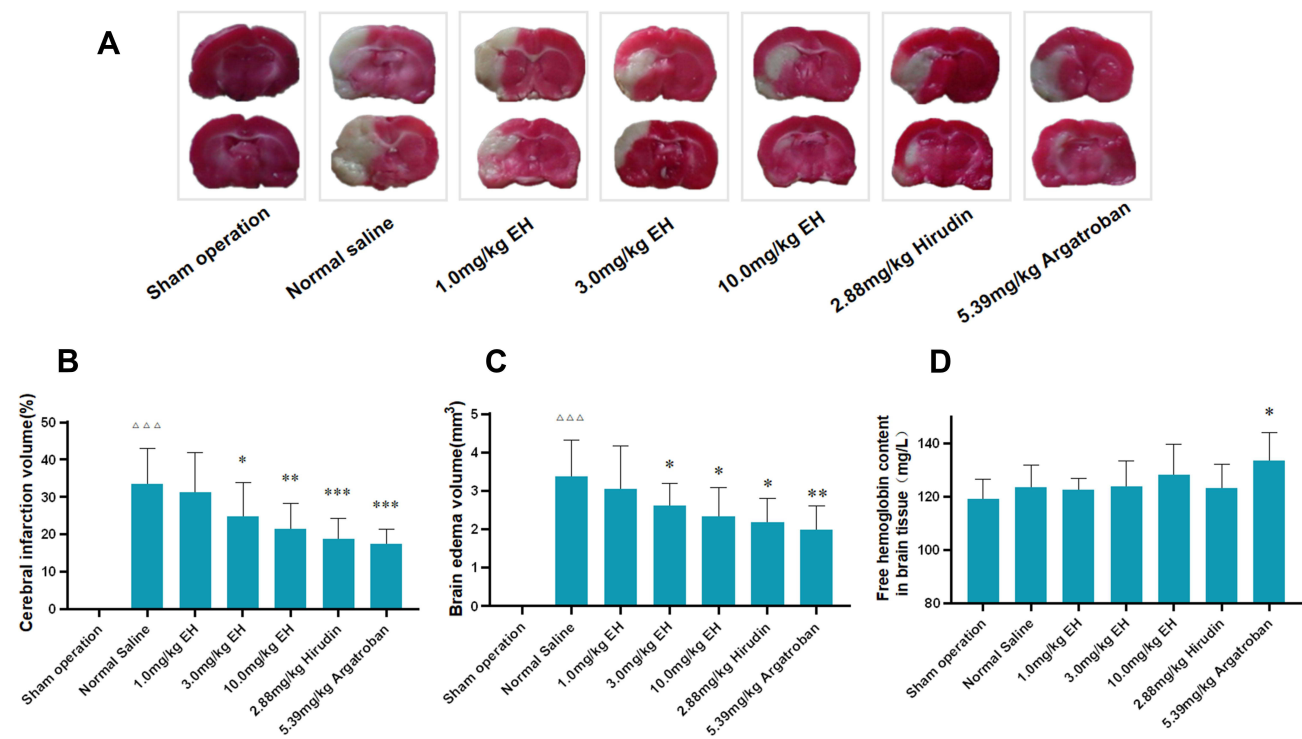 A
Sham operation
Normal saline
1.0mg/kg EH
3.0mg/kg EH
10.0mg/kg EH
2.88mg/kg Hirudin
5.39mg/kg Argatroban
B
Cerebral infarction volume(%)
50
40
30
20
10
0
△△△
*
**
***
***
Sham operation
Normal Saline
1.0mg/kg EH
3.0mg/kg EH
10.0mg/kg EH
2.88mg/kg Hirudin
5.39mg/kg Argatroban
C
Brain edema volume(mm³)
5
4
3
2
1
0
△△△
*
*
*
**
Sham operation
Normal Saline
1.0mg/kg EH
3.0mg/kg EH
10.0mg/kg EH
2.88mg/kg Hirudin
5.39mg/kg Argatroban
D
Free hemoglobin content
in brain tissue（mg/L）
140
120
100
80
*
Sham operation
Normal Saline
1.0mg/kg EH
3.0mg/kg EH
10.0mg/kg EH
2.88mg/kg Hirudin
5.39mg/kg Argatroban